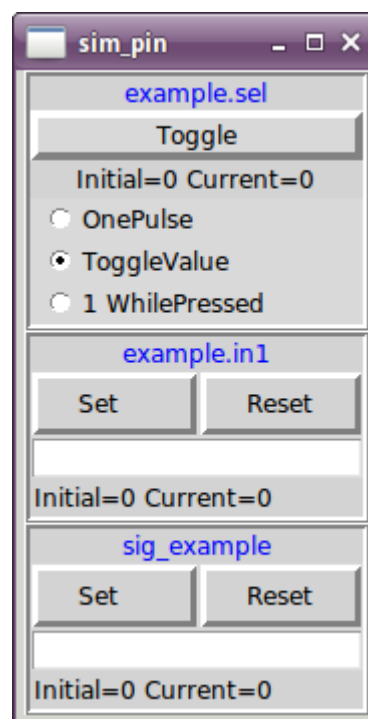 sim_pin
example.sel
Toggle
Initial=0 Current=0
OnePulse
ToggleValue
1 WhilePressed
example.in1
Set Reset
Initial=0 Current=0
sig_example
Set Reset
Initial=0 Current=0